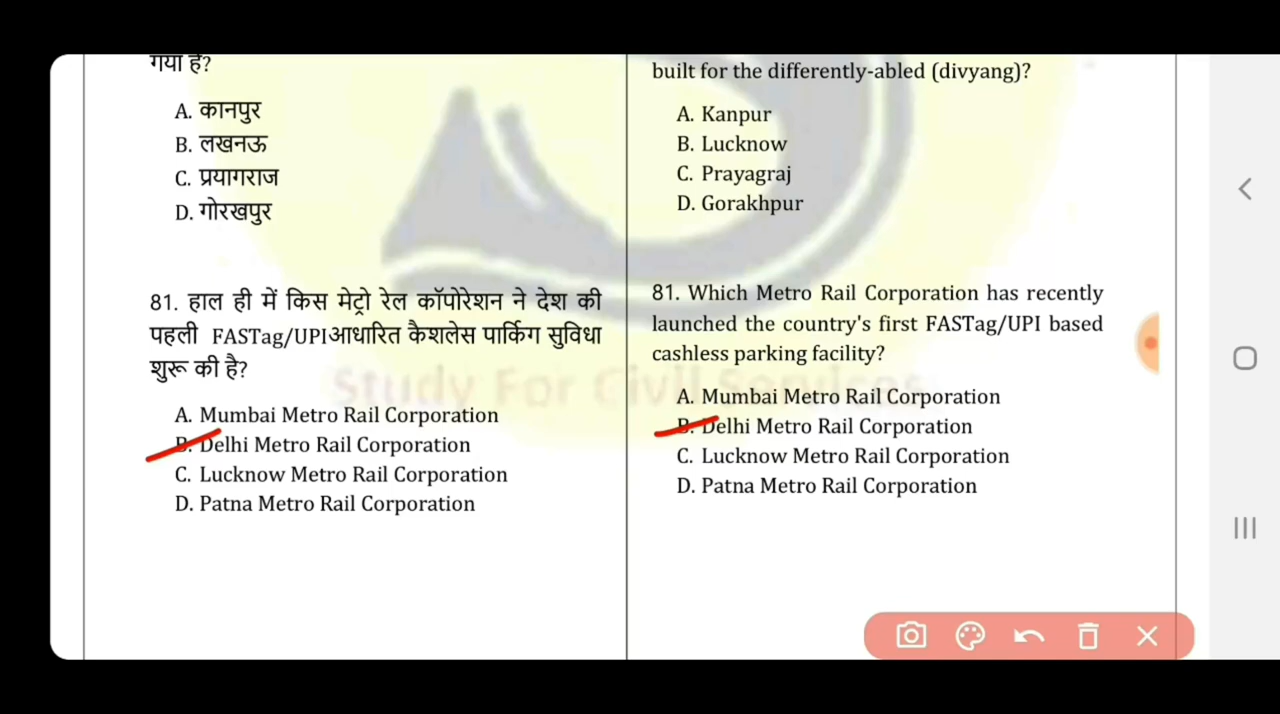 गया है?
A. कानपुर
B. लखनऊ
C. प्रयागराज
D. गोरखपुर
81. हाल ही में किस मेट्रो रेल कॉपोरेशन ने देश की
पहली FASTag/UPIआधारित कैशलेस पार्किंग सुविधा
शुरू की है?
A. Mumbai Metro Rail Corporation
B. Delhi Metro Rail Corporation
C. Lucknow Metro Rail Corporation
D. Patna Metro Rail Corporation
built for the differently-abled (divyang)?
A. Kanpur
B. Lucknow
C. Prayagraj
D. Gorakhpur
81. Which Metro Rail Corporation has recently
launched the country's first FASTag/UPI based
cashless parking facility?
A. Mumbai Metro Rail Corporation
B. Delhi Metro Rail Corporation
C. Lucknow Metro Rail Corporation
D. Patna Metro Rail Corporation
Study For Civil Services